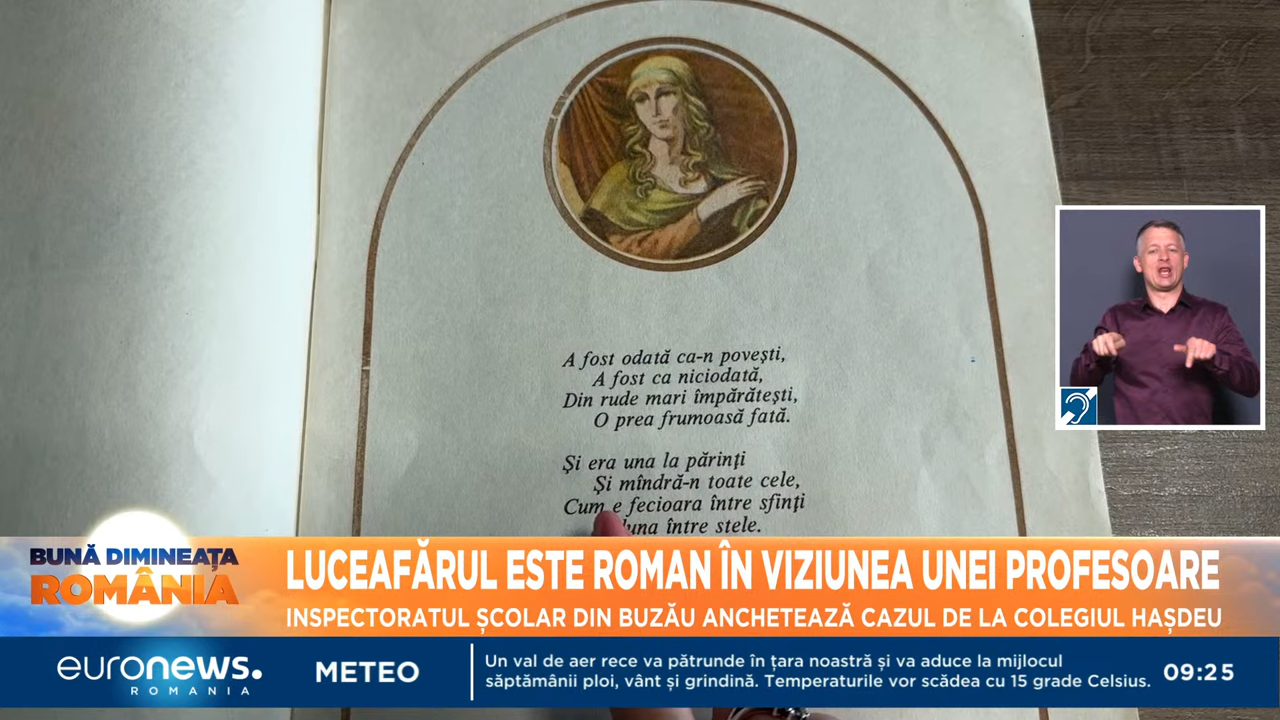 A fost odată ca-n povești,
A fost ca niciodată,
Din rude mari împărătești,
O prea frumoasă fată.
Și era una la părinți
Și mîndră-n toate cele,
Cum e fecioara între sfinți
luna între stele.
BUNĂ DIMINEAȚA
ROMÂNIA
LUCEAFĂRUL ESTE ROMAN ÎN VIZIUNEA UNEI PROFESOARE
INSPECTORATUL ȘCOLAR DIN BUZĂU ANCHETEAZĂ CAZUL DE LA COLEGIUL HAȘDEU
euronews.
ROMANIA
METEO
Un val de aer rece va pătrunde în țara noastră și va aduce la mijlocul
săptămânii ploi, vânt și grindină. Temperaturile vor scădea cu 15 grade Celsius.
09:25